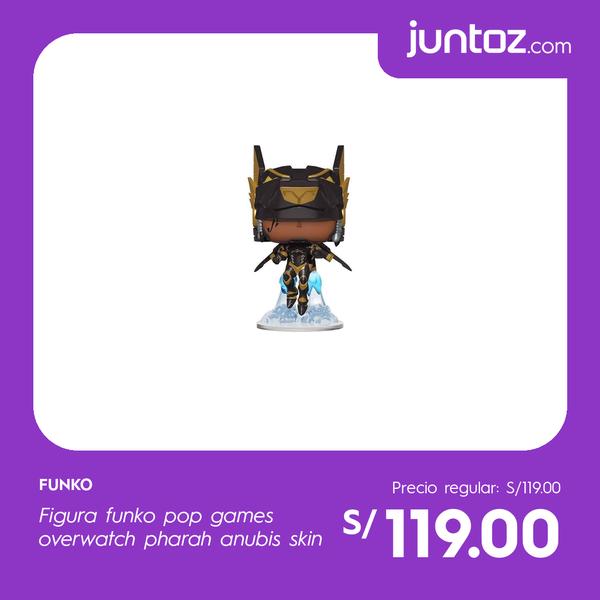 juntoz.com
FUNKO
Figura funko pop games
overwatch pharah anubis skin
Precio regular: S/119.00
S/119.00